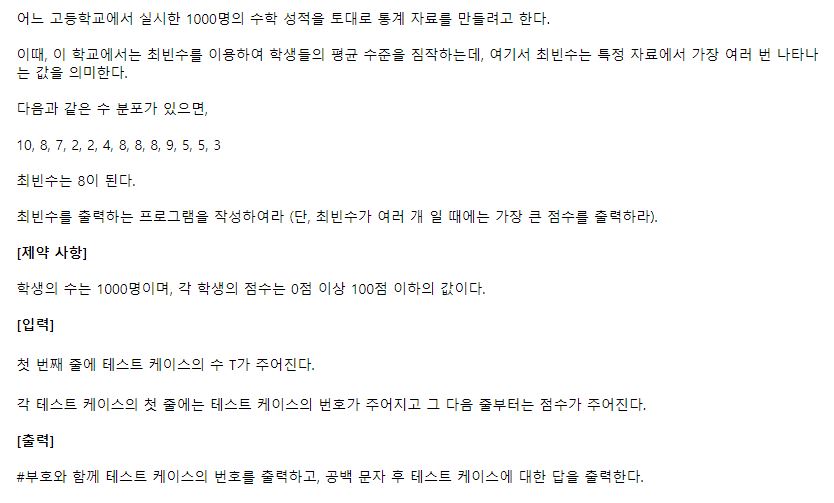 어느 고등학교에서 실시한 1000명의 수학 성적을 토대로 통계 자료를 만들려고 한다.
이때, 이 학교에서는 최빈수를 이용하여 학생들의 평균 수준을 짐작하는데, 여기서 최빈수는 특정 자료에서 가장 여러 번 나타나
는 값을 의미한다.
다음과 같은 수 분포가 있으면,
10, 8, 7, 2, 2, 4, 8, 8, 8, 9, 5, 5, 3
최빈수는 8이 된다.
최빈수를 출력하는 프로그램을 작성하여라 (단, 최빈수가 여러 개 일 때에는 가장 큰 점수를 출력하라).
[제약 사항]
학생의 수는 1000명이며, 각 학생의 점수는 0점 이상 100점 이하의 값이다.
[입력]
첫 번째 줄에 테스트 케이스의 수 T가 주어진다.
각 테스트 케이스의 첫 줄에는 테스트 케이스의 번호가 주어지고 그 다음 줄부터는 점수가 주어진다.
[출력]
#부호와 함께 테스트 케이스의 번호를 출력하고, 공백 문자 후 테스트 케이스에 대한 답을 출력한다.